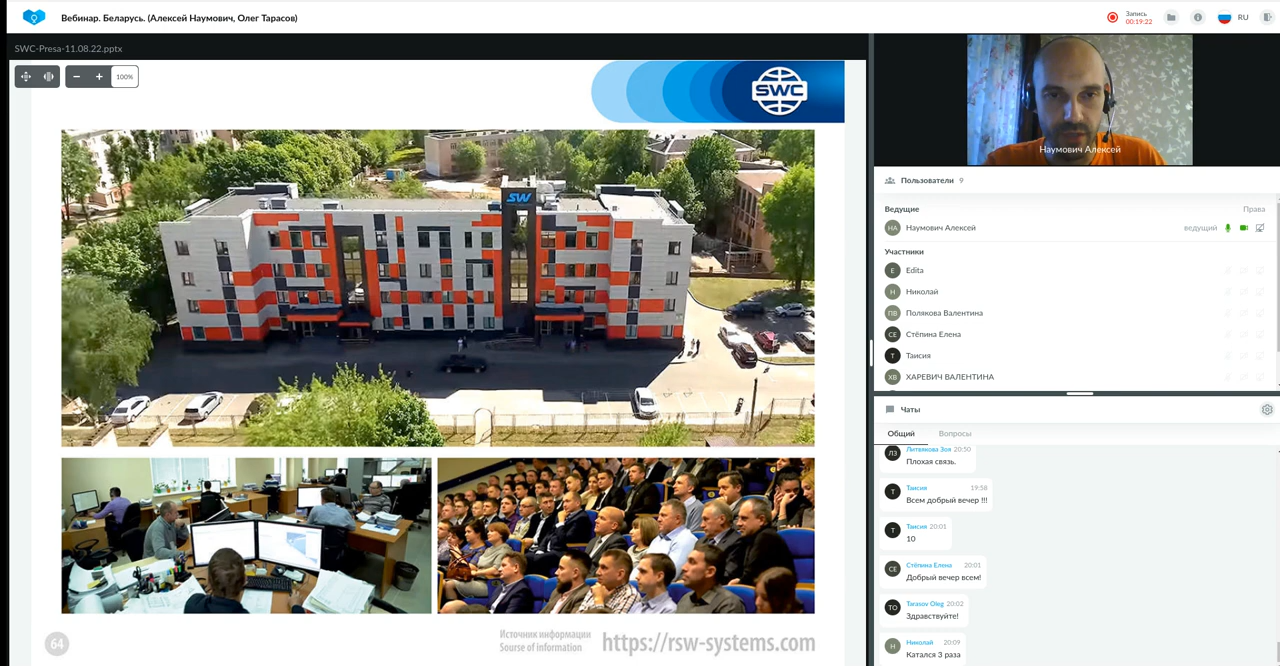 Вебинар. Беларусь. (Алексей Наумович, Олег Тарасов)
Запись
00:19:22
RU
SWC-Presa-11.08.22.pptx
100%
SWC
SW
64
Источник информации
Sourse of information
https://rsw-systems.com
Наумович Алексей
Пользователи 9
Ведущие
Права
НА
Наумович Алексей
ведущий
Участники
E
Edita
Н
Николай
ПВ
Полякова Валентина
СЕ
Стёпина Елена
Т
Таисия
ХВ
ХАРЕВИЧ ВАЛЕНТИНА
Чаты
Общий
Вопросы
ЛЗ
Литвякова Зоя 20:50
Плохая связь.
Т
Таисия 19:58
Всем добрый вечер !!!
Т
Таисия 20:01
10
СЕ
Стёпина Елена 20:01
Добрый вечер всем!
TO
Tarasov Oleg 20:02
Здравствуйте!
Н
Николай 20:09
Катался 3 раза